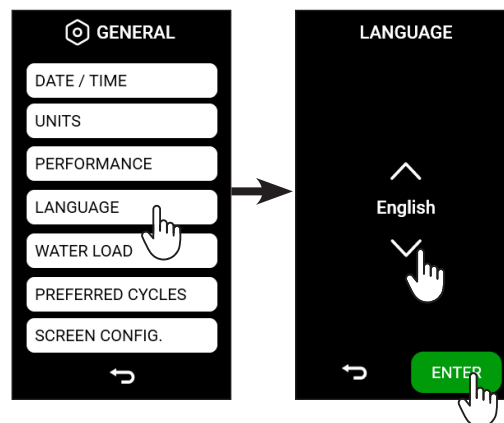 GENERAL
DATE / TIME
UNITS
PERFORMANCE
LANGUAGE
WATER LOAD
PREFERRED CYCLES
SCREEN CONFIG.
LANGUAGE
English
ENTER